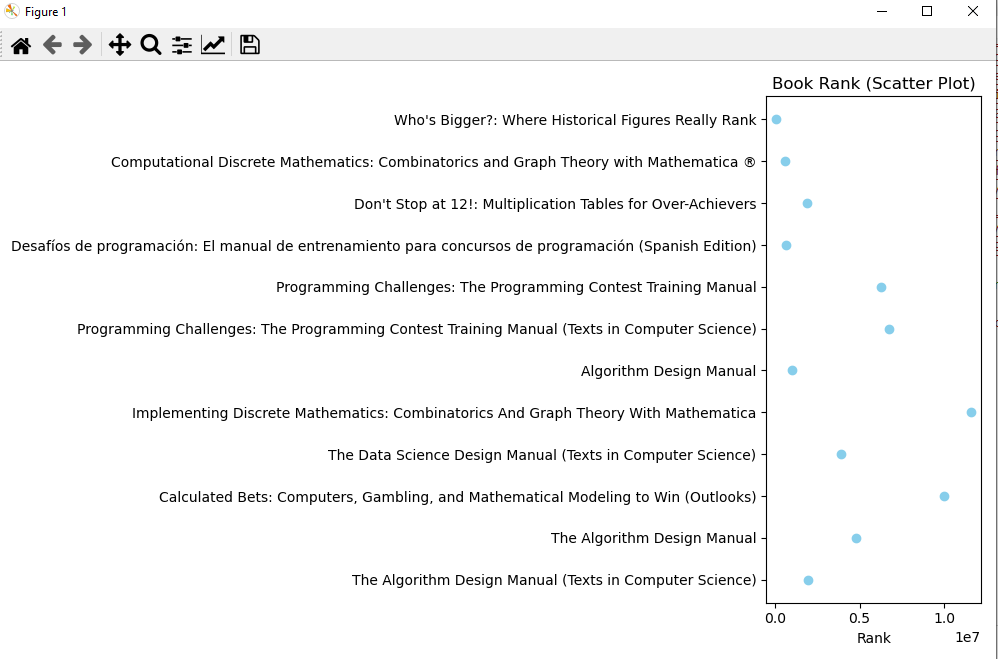 Figure 1
Book Rank (Scatter Plot)
Who's Bigger?: Where Historical Figures Really Rank
Computational Discrete Mathematics: Combinatorics and Graph Theory with Mathematica ®
Don't Stop at 12!: Multiplication Tables for Over-Achievers
Desafíos de programación: El manual de entrenamiento para concursos de programación (Spanish Edition)
Programming Challenges: The Programming Contest Training Manual
Programming Challenges: The Programming Contest Training Manual (Texts in Computer Science)
Algorithm Design Manual
Implementing Discrete Mathematics: Combinatorics And Graph Theory With Mathematica
The Data Science Design Manual (Texts in Computer Science)
Calculated Bets: Computers, Gambling, and Mathematical Modeling to Win (Outlooks)
The Algorithm Design Manual
The Algorithm Design Manual (Texts in Computer Science)
0.0 0.5 1.0
1e7
Rank